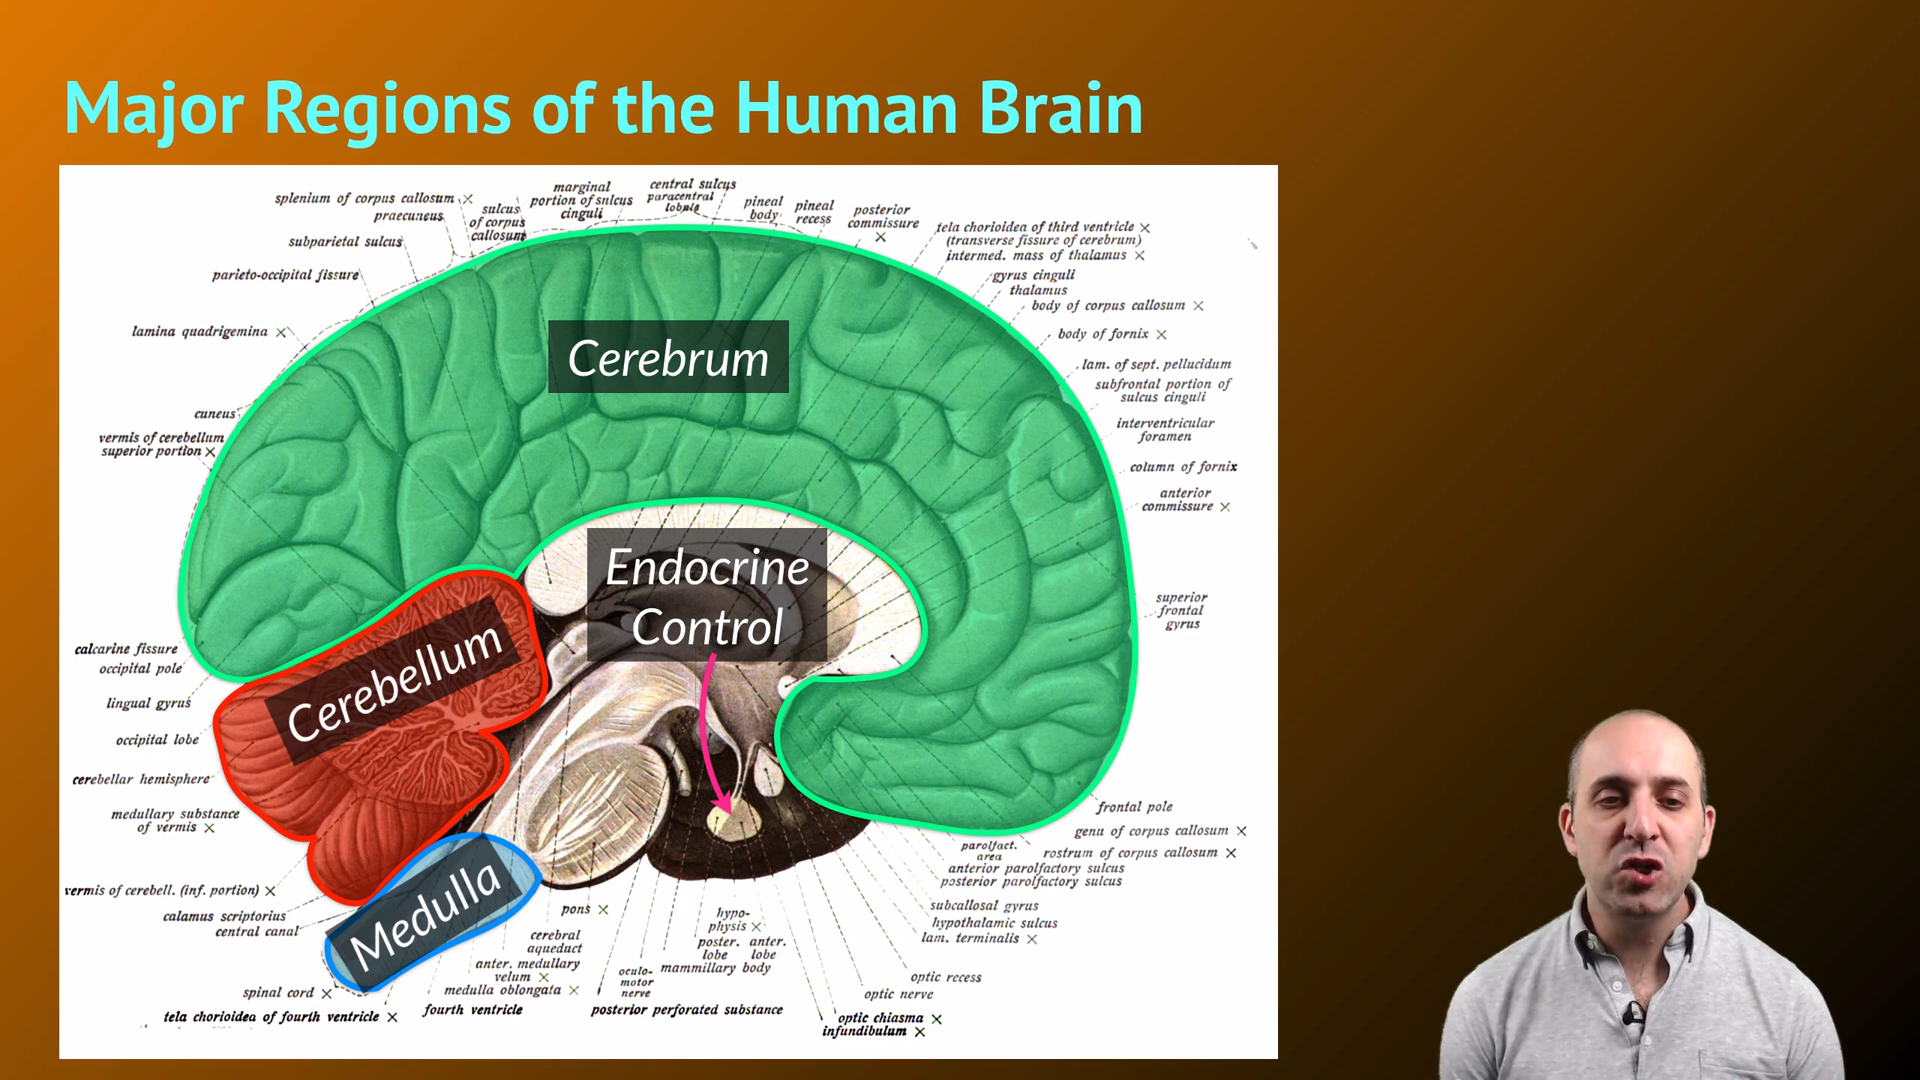 Major Regions of the Human Brain
splenium of corpus callosum ×
praecuneus
subparietal sulcus
parieto-occipital fissure
lamina quadrigemina ×
cuneus
vermis of cerebellum
superior portion ×
sulcus
of corpus
callosum
marginal
portion of sulcus
cinguli
central sulcus
paracentral
lobule
pineal
body
pineal
recess
posterior
commissure
×
tela chorioidea of third ventricle ×
(transverse fissure of cerebrum)
intermed. mass of thalamus ×
gyrus cinguli
thalamus
body of corpus callosum ×
body of fornix ×
lam. of sept. pellucidum
subfrontal portion of
sulcus cinguli
interventricular
foramen
column of fornix
anterior
commissure ×
superior
frontal
gyrus
Cerebrum
Endocrine
Control
Cerebellum
Medulla
calcarine fissure
occipital pole
lingual gyrus
occipital lobe
cerebellar hemisphere
medullary substance
of vermis ×
vermis of cerebell. (inf. portion) ×
calamus scriptorius
central canal
spinal cord ×
tela chorioidea of fourth ventricle ×
pons ×
cerebral
aqueduct
anter. medullary
velum ×
medulla oblongata ×
fourth ventricle
oculo-
motor
nerve
posterior perforated substance
hypo-
physis ×
poster. anter.
lobe lobe
mammillary body
frontal pole
genu of corpus callosum ×
parolfact.
area
rostrum of corpus callosum ×
anterior parolfactory sulcus
posterior parolfactory sulcus
subcallosal gyrus
hypothalamic sulcus
lam. terminalis ×
optic recess
optic nerve
optic chiasma ×
infundibulum ×